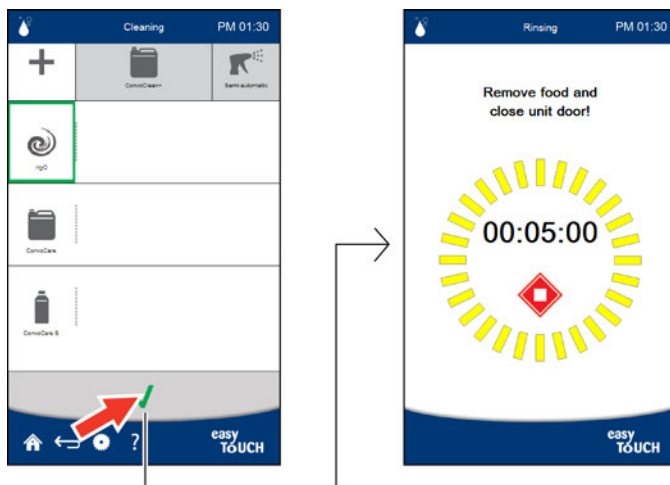 Cleaning
PM 01:30
ConvoClean+
Semi-automatic
H2O
ConvoCare
ConvoCare S
?
easy
TOUCH
Rinsing
PM 01:30
Remove food and
close unit door!
00:05:00
easy
TOUCH